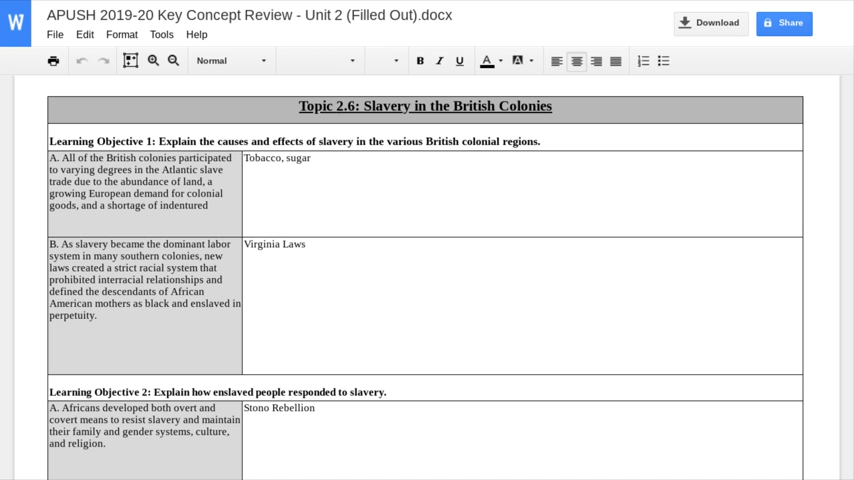 W
APUSH 2019-20 Key Concept Review - Unit 2 (Filled Out).docx
File Edit Format Tools Help
Download
Share
Normal
B I U A A
Topic 2.6: Slavery in the British Colonies
Learning Objective 1: Explain the causes and effects of slavery in the various British colonial regions.
A. All of the British colonies participated
to varying degrees in the Atlantic slave
trade due to the abundance of land, a
growing European demand for colonial
goods, and a shortage of indentured
Tobacco, sugar
B. As slavery became the dominant labor
system in many southern colonies, new
laws created a strict racial system that
prohibited interracial relationships and
defined the descendants of African
American mothers as black and enslaved in
perpetuity.
Virginia Laws
Learning Objective 2: Explain how enslaved people responded to slavery.
A. Africans developed both overt and
covert means to resist slavery and maintain
their family and gender systems, culture,
and religion.
Stono Rebellion